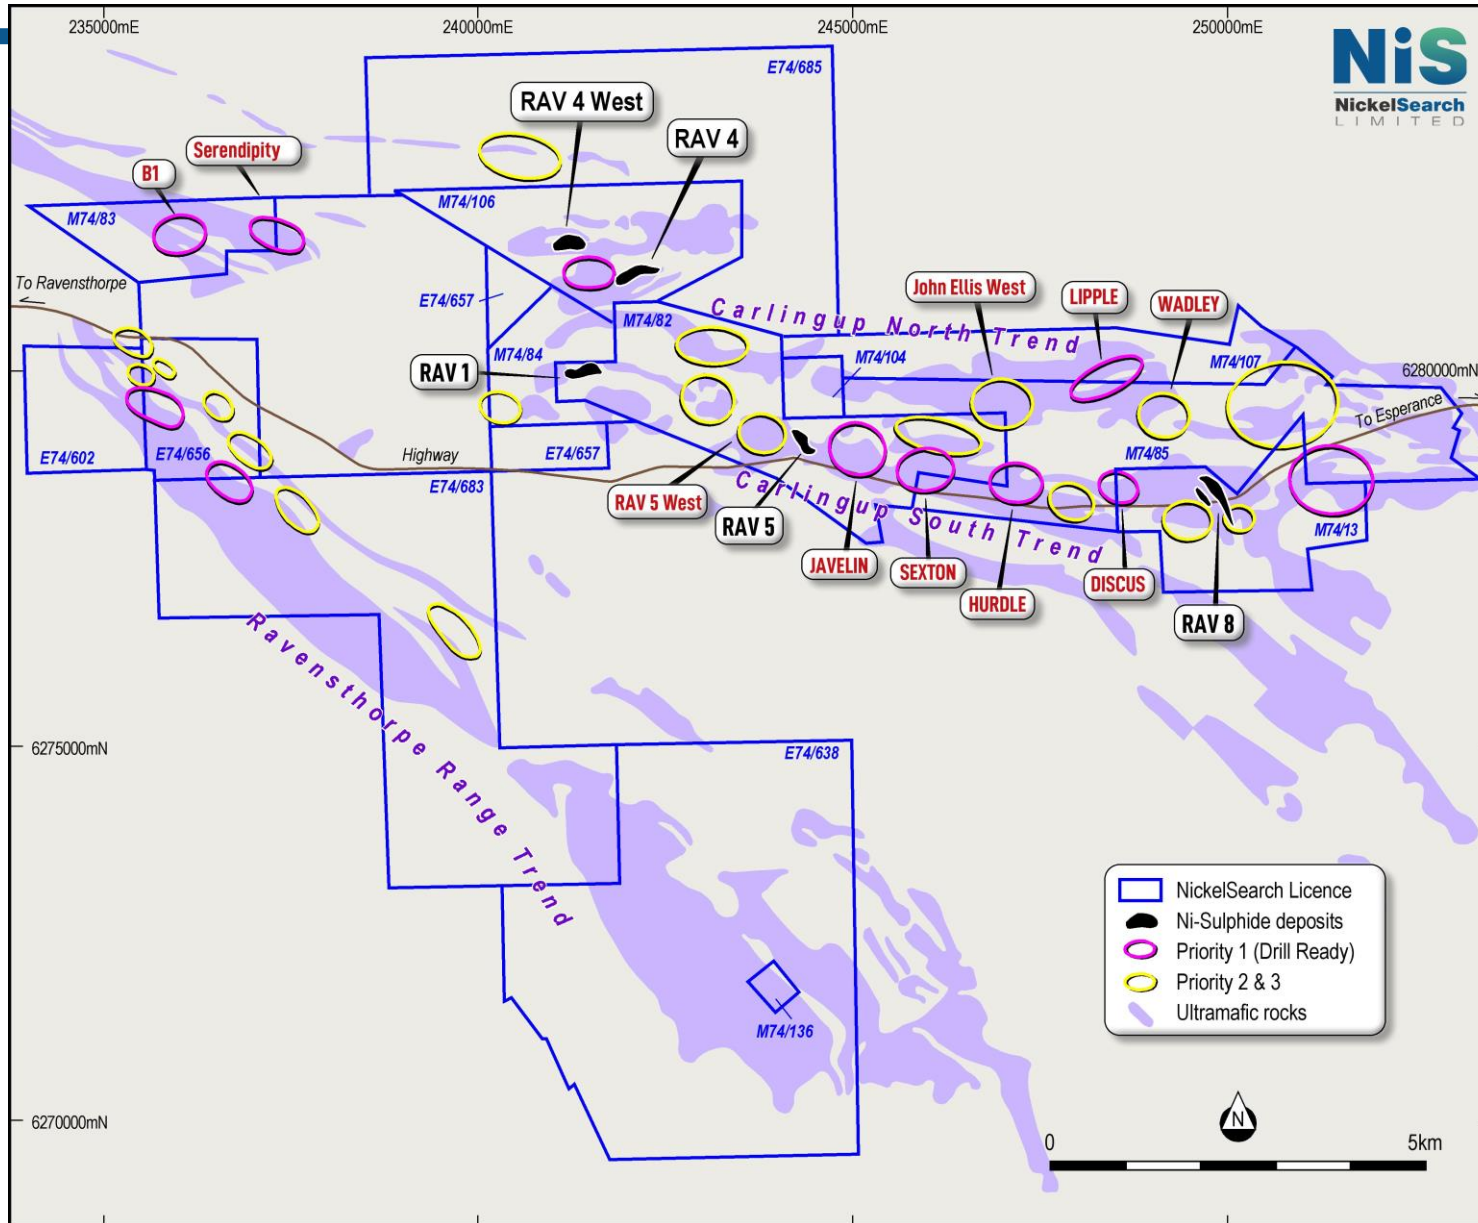 235000mE
240000mE
245000mE
250000mE
NiS
NickelSearch
LIMITED
E74/685
RAV 4 West
RAV 4
Serendipity
B1
M74/83
M74/106
To Ravensthorpe
E74/657
Carlingup North Trend
John Ellis West
LIPPLE
WADLEY
M74/82
M74/84
M74/104
M74/107
RAV 1
6280000mN
To Esperance
E74/602
E74/656
Highway
E74/657
E74/683
M74/85
RAV 5 West
RAV 5
Carlingup South Trend
M74/13
JAVELIN
SEXTON
HURDLE
DISCUS
RAV 8
Ravensthorpe Range Trend
6275000mN
E74/638
M74/136
NickelSearch Licence
Ni-Sulphide deposits
Priority 1 (Drill Ready)
Priority 2 & 3
Ultramafic rocks
6270000mN
N
0
5km